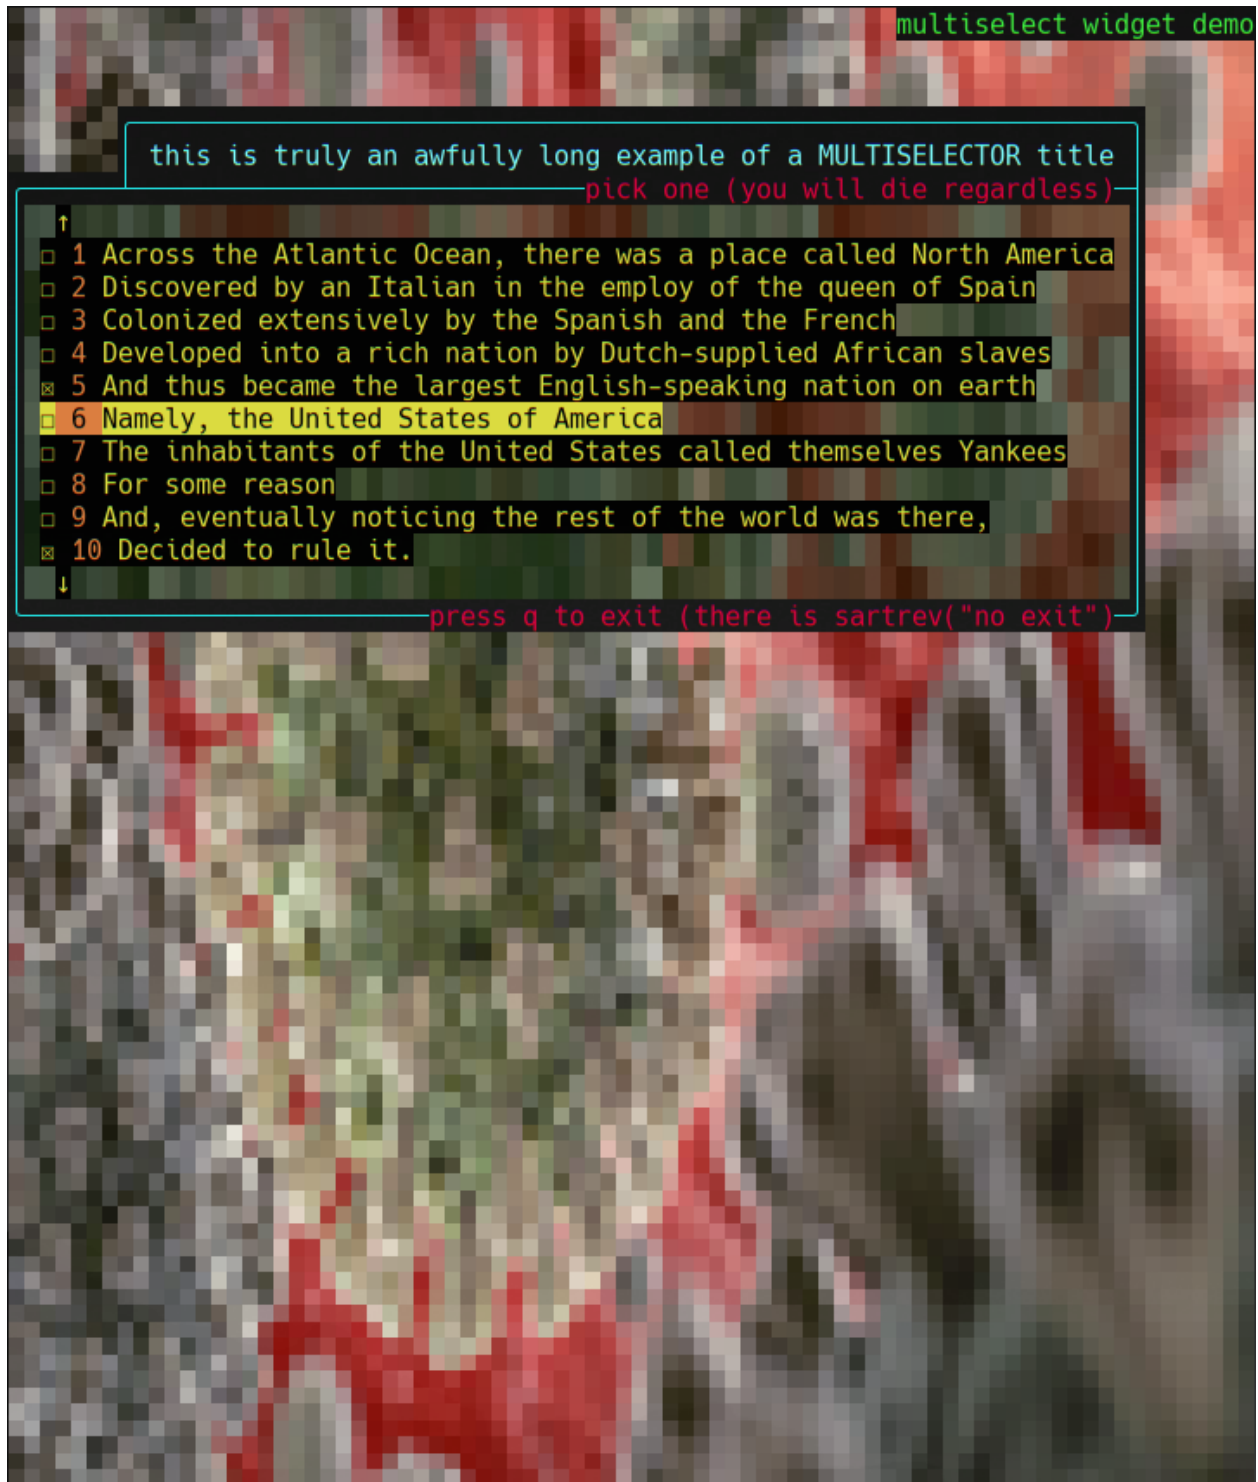 multiselect widget demo
this is truly an awfully long example of a MULTISELECTOR title
pick one (you will die regardless)
↑
☐ 1 Across the Atlantic Ocean, there was a place called North America
☐ 2 Discovered by an Italian in the employ of the queen of Spain
☐ 3 Colonized extensively by the Spanish and the French
☐ 4 Developed into a rich nation by Dutch-supplied African slaves
☒ 5 And thus became the largest English-speaking nation on earth
☐ 6 Namely, the United States of America
☐ 7 The inhabitants of the United States called themselves Yankees
☐ 8 For some reason
☐ 9 And, eventually noticing the rest of the world was there,
☒ 10 Decided to rule it.
↓
press q to exit (there is sartrev("no exit")